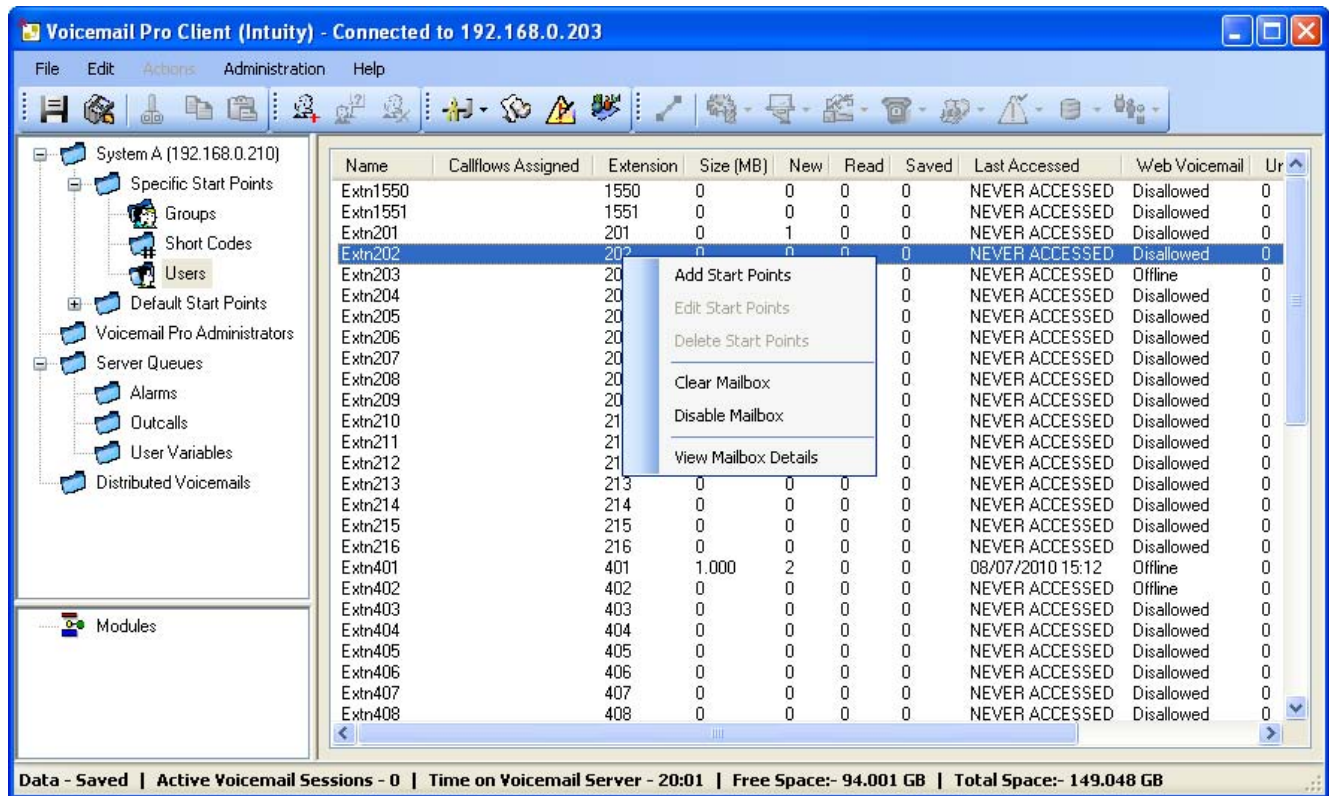 Voicemail Pro Client (Intuity) - Connected to 192.168.0.203
File Edit Actions Administration Help
System A (192.168.0.210)
Specific Start Points
Groups
Short Codes
Users
Default Start Points
Voicemail Pro Administrators
Server Queues
Alarms
Outcalls
User Variables
Distributed Voicemails
Modules
Name Callflows Assigned Extension Size (MB) New Read Saved Last Accessed Web Voicemail Ur
Extn1550 1550 0 0 0 0 NEVER ACCESSED Disallowed 0
Extn1551 1551 0 0 0 0 NEVER ACCESSED Disallowed 0
Extn201 201 0 1 0 0 NEVER ACCESSED Disallowed 0
Extn202 202 0 0 0 0 NEVER ACCESSED Disallowed 0
Extn203 20 0 NEVER ACCESSED Offline 0
Extn204 20 0 NEVER ACCESSED Disallowed 0
Extn205 20 0 NEVER ACCESSED Disallowed 0
Extn206 20 0 NEVER ACCESSED Disallowed 0
Extn207 20 0 NEVER ACCESSED Disallowed 0
Extn208 20 0 NEVER ACCESSED Disallowed 0
Extn209 20 0 NEVER ACCESSED Disallowed 0
Extn210 21 0 NEVER ACCESSED Disallowed 0
Extn211 21 0 NEVER ACCESSED Disallowed 0
Extn212 21 0 NEVER ACCESSED Disallowed 0
Extn213 213 0 0 0 0 NEVER ACCESSED Disallowed 0
Extn214 214 0 0 0 0 NEVER ACCESSED Disallowed 0
Extn215 215 0 0 0 0 NEVER ACCESSED Disallowed 0
Extn216 216 0 0 0 0 NEVER ACCESSED Disallowed 0
Extn401 401 1.000 2 0 0 08/07/2010 15:12 Offline 0
Extn402 402 0 0 0 0 NEVER ACCESSED Offline 0
Extn403 403 0 0 0 0 NEVER ACCESSED Disallowed 0
Extn404 404 0 0 0 0 NEVER ACCESSED Disallowed 0
Extn405 405 0 0 0 0 NEVER ACCESSED Disallowed 0
Extn406 406 0 0 0 0 NEVER ACCESSED Disallowed 0
Extn407 407 0 0 0 0 NEVER ACCESSED Disallowed 0
Extn408 408 0 0 0 0 NEVER ACCESSED Disallowed 0
Add Start Points
Edit Start Points
Delete Start Points
Clear Mailbox
Disable Mailbox
View Mailbox Details
Data - Saved | Active Voicemail Sessions - 0 | Time on Voicemail Server - 20:01 | Free Space:- 94.001 GB | Total Space:- 149.048 GB